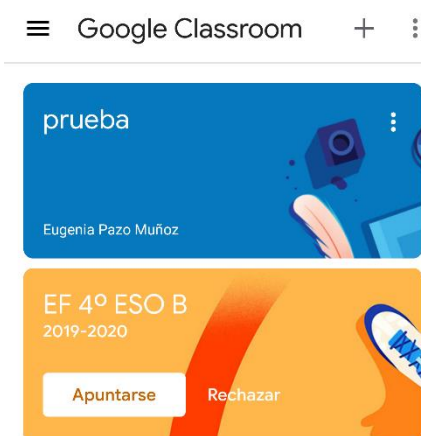 Google Classroom
prueba
Eugenia Pazo Muñoz
EF 4º ESO B
2019-2020
Apuntarse Rechazar